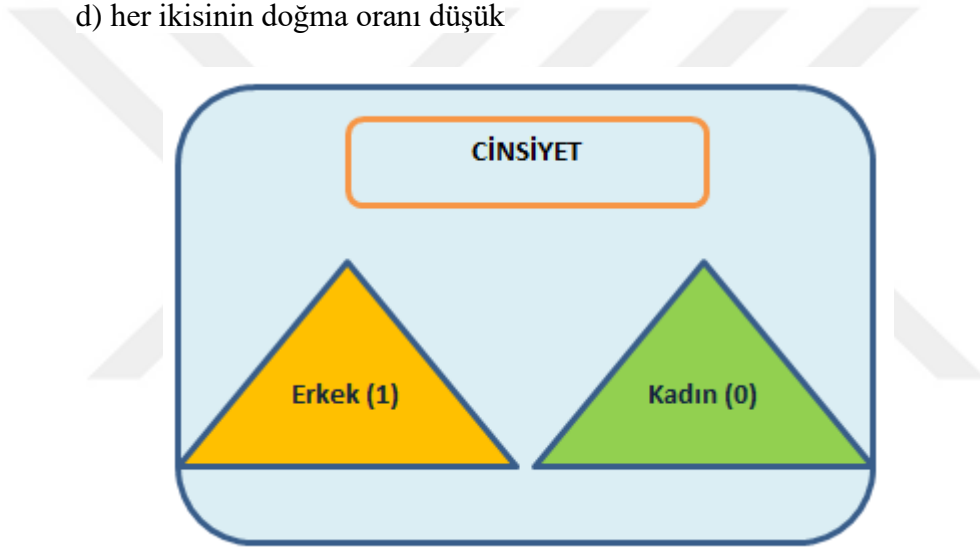 d) her ikisinin doğma oranı düşük
CİNSİYET
Erkek (1)
Kadın (0)